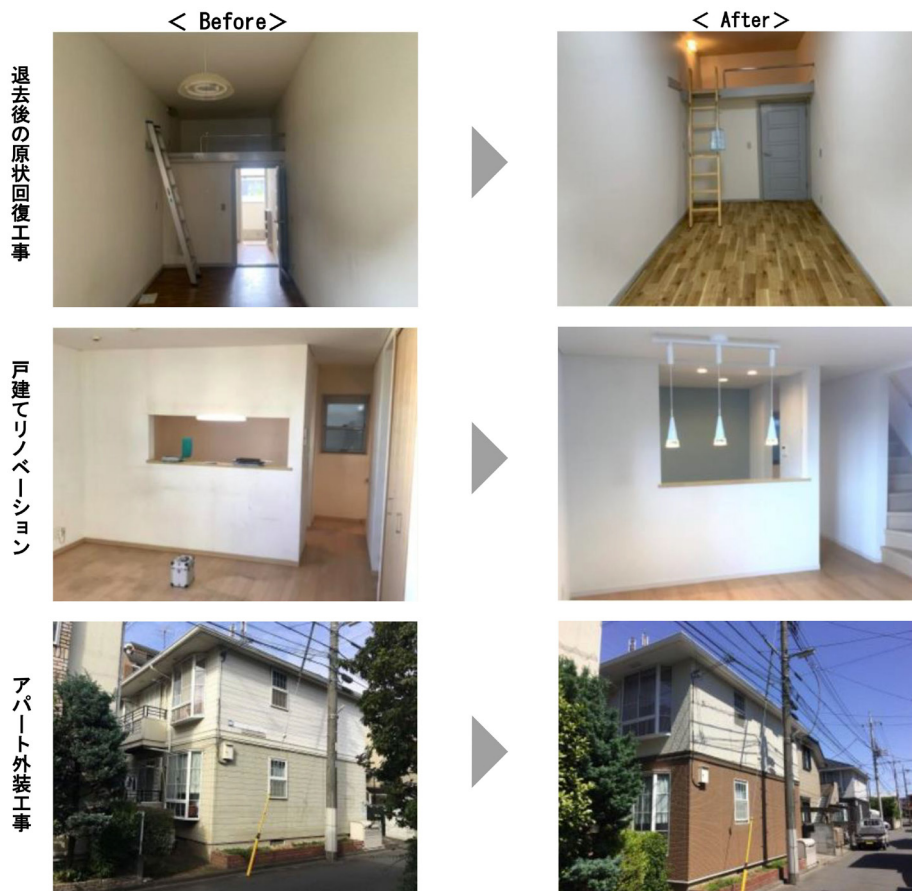 < Before>
< After>
退去後の原状回復工事
戸建てリノベーション
アパート外装工事